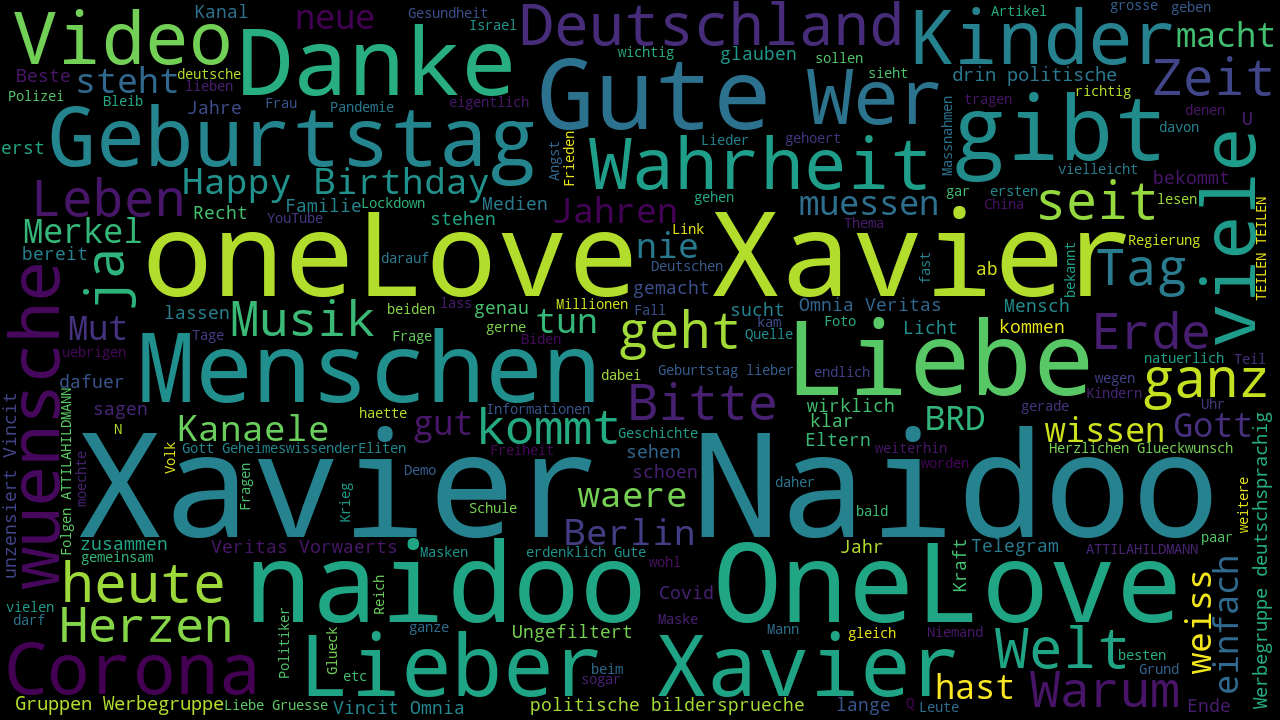 Kanal neue Gesundheit Israel Deutschland Artikel grosse geben
Video Danke wichtig glauben sollen Kinder macht
Beste steht deutsche lieben Gute Wer sieht drin politische Zeit
Polizei Bleib Jahre Frau Pandemie eigentlich richtig tragen denen U
erst Geburtstag Angst Frieden Wahrheit Lieder gehoert Massnahmen gibt davon viele
Leben Happy Birthday gehen vielleicht bekommt
Familie Lockdown Medien Jahren muessen gar ersten seit lesen
Recht YouTube stehen Link Thema China TEILEN TEILEN
Merkel ja oneLove Xavier nie Regierung
bereit darauf Deutschen fast ab bekannt Tag
lassen Musik beiden lass genau Millionen gemacht Fall sucht Omnia Veritas Mensch
Mut Tage Frage gerne tun geht kam Foto Licht kommen Erde
wuensche uebrigen Menschen Biden Quelle Liebe natuerlich Teil
dafuer dabei Geburtstag lieber endlich wegen ganz
unzensiert Vincit sagen haette Informationen Bitte wirklich gerade Kindern Uhr
N Kanaele gut kommt klar BRD wissen Gott
Folgen ATTILAHILDMANN Volk Gott GeheimeswissenderEliten Freiheit Geschichte sehen Eltern weiterhin Herzlichen Glueckwunsch
moechte Xavier Naidoo schoen worden
Fragen Demo daher
Krieg Schule waere bald weitere
zusammen Veritas Vorwaerts Masken erdenklich Gute Berlin Jahr Telegram ATTILAHILDMANN paar
gemeinsam naidoo wohl OneLove Kraft
heute Reich Covid weiss einfach Werbegruppe deutschsprachig
vielen darf Herzen Politiker Glueck ganze Ungefiltert Maske Mann gleich Niemand
Corona Lieber Xavier Welt besten
etc beim sogar hast Grund Warum
Gruppen Werbegruppe Liebe Gruesse Vincit Omnia politische bildersprueche lange Q Leute Ende